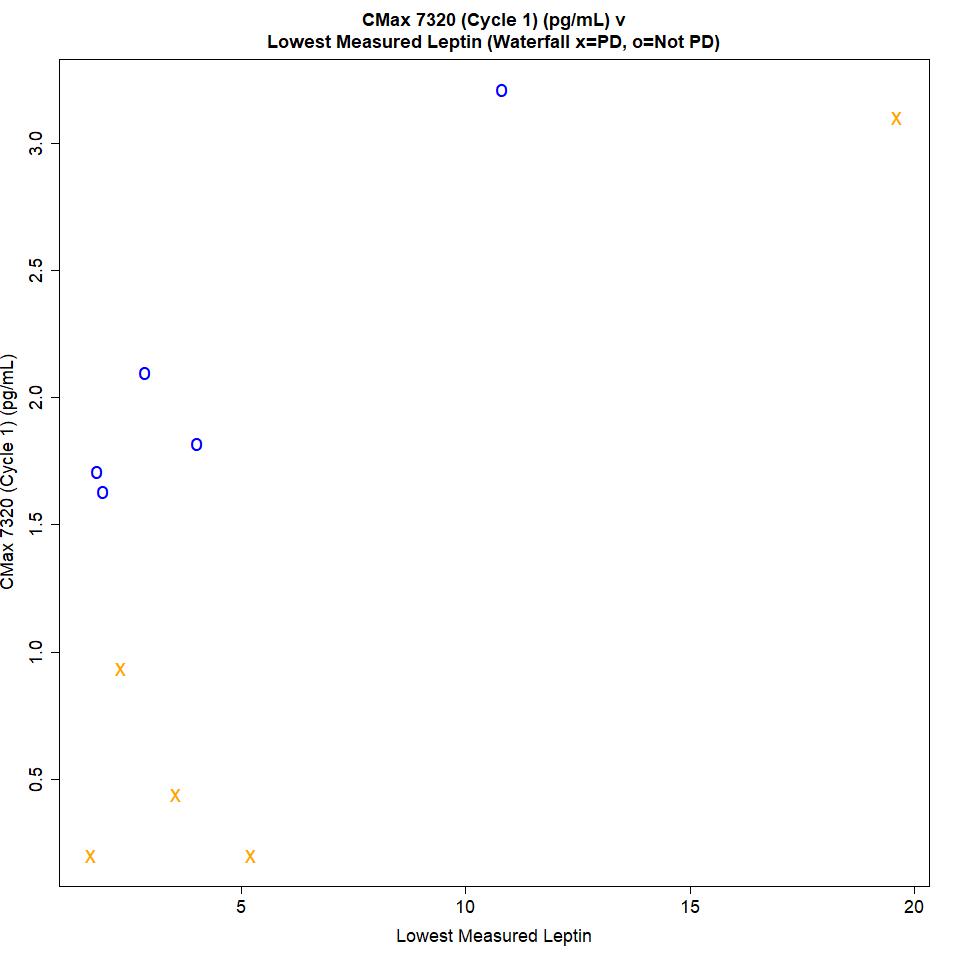 CMax 7320 (Cycle 1) (pg/mL) v
Lowest Measured Leptin (Waterfall x=PD, o=Not PD)
CMax 7320 (Cycle 1) (pg/mL)
3.0
2.5
2.0
1.5
1.0
0.5
O
X
O
O
O
O
X
X
X
X
5
10
15
20
Lowest Measured Leptin